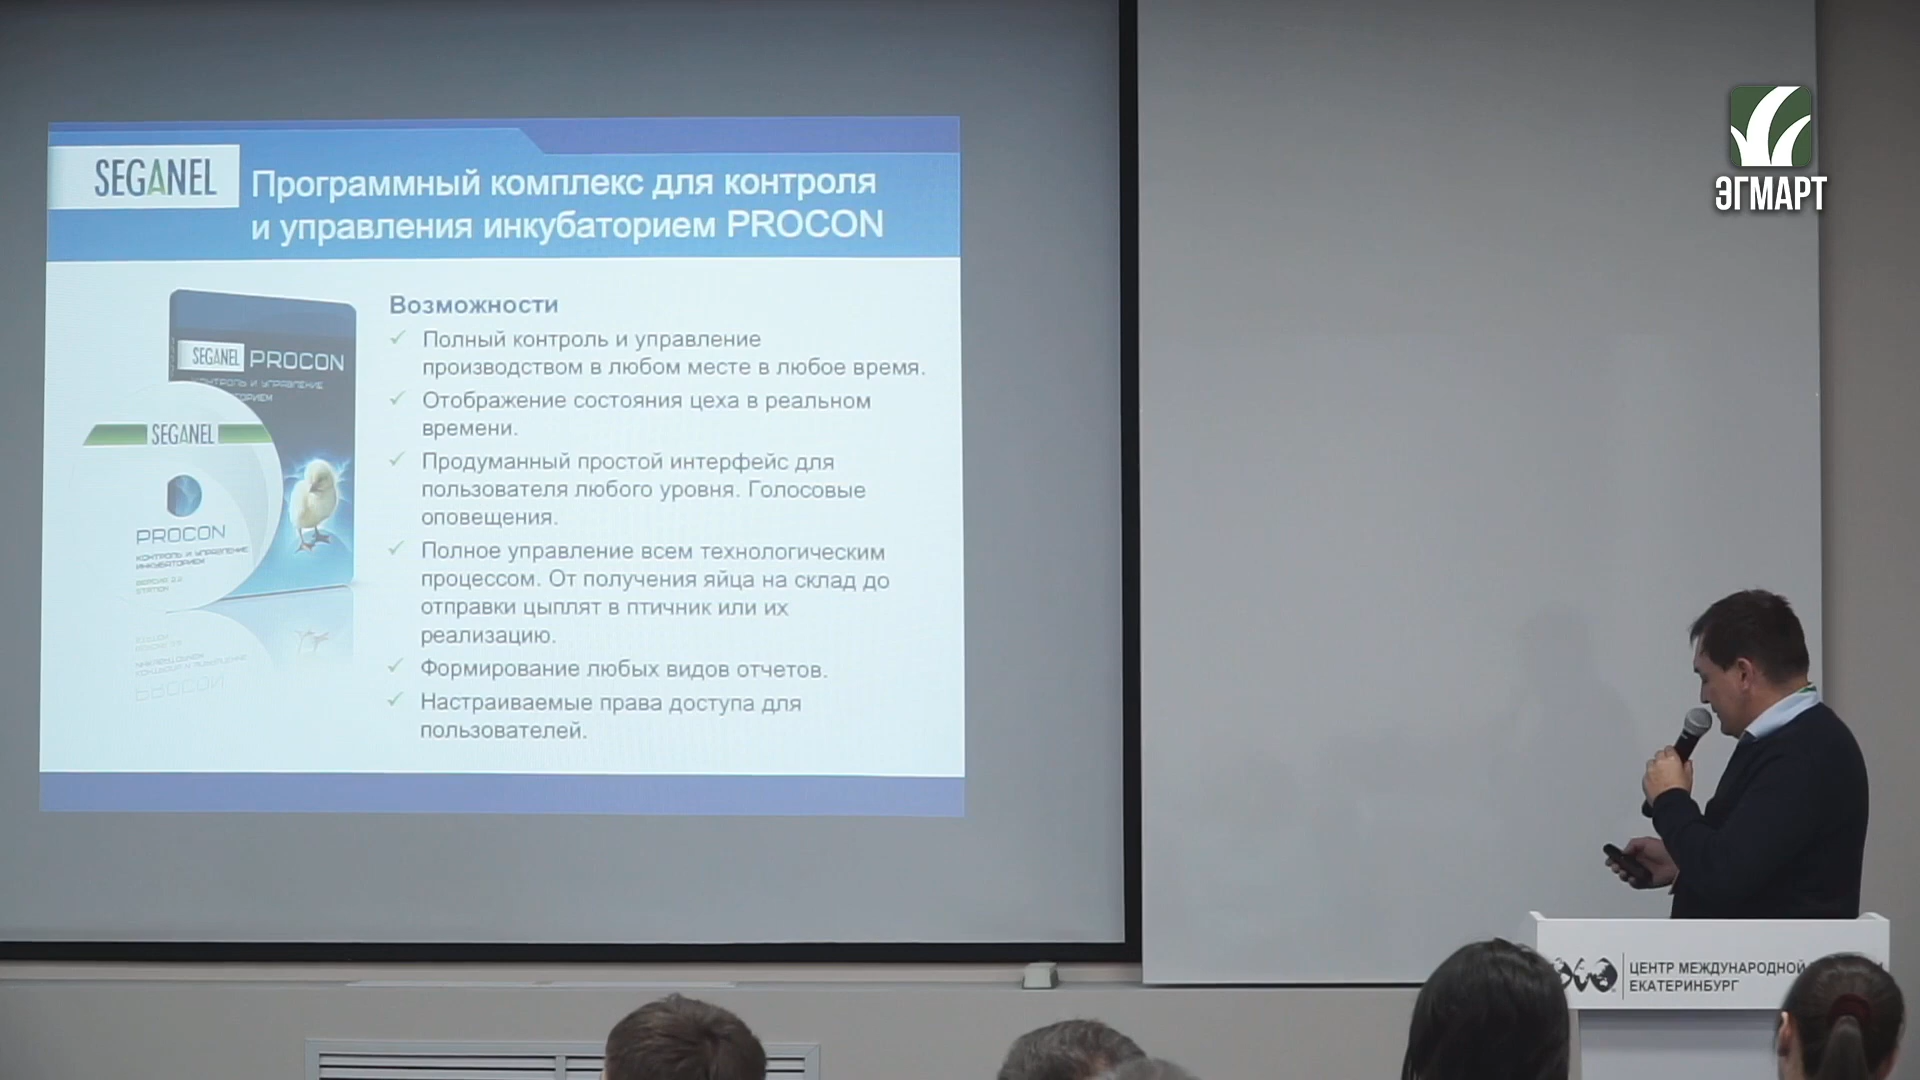 SEGANEL
Программный комплекс для контроля
и управления инкубаторием PROCON
Возможности
Полный контроль и управление
производством в любом месте в любое время.
Отображение состояния цеха в реальном
времени.
Продуманный простой интерфейс для
пользователя любого уровня. Голосовые
оповещения.
Полное управление всем технологическим
процессом. От получения яйца на склад до
отправки цыплят в птичник или их
реализацию.
Формирование любых видов отчетов.
Настраиваемые права доступа для
пользователей.
SEGANEL PROCON
SEGANEL
PROCON
КОНТРОЛЬ И УПРАВЛЕНИЕ
ИНКУБАТОРИЕМ
ЭГМАРТ
ЦЕНТР МЕЖДУНАРОДНОЙ
ЕКАТЕРИНБУРГ